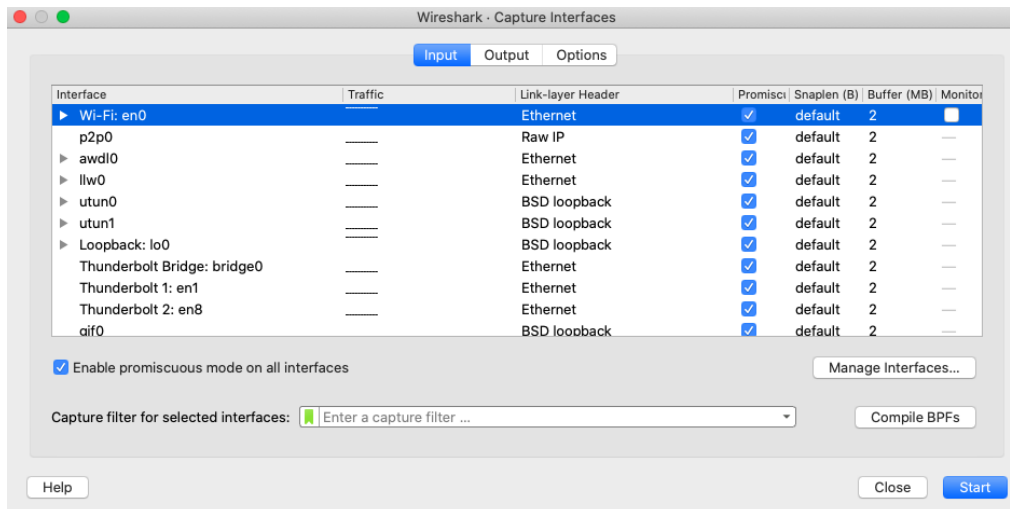 Wireshark · Capture Interfaces
Input Output Options
Interface Traffic Link-layer Header Promisc Snaplen (B) Buffer (MB) Monitor
Wi-Fi: en0 Ethernet default 2
p2p0 Raw IP default 2 —
awdl0 Ethernet default 2 —
llw0 Ethernet default 2 —
utun0 BSD loopback default 2 —
utun1 BSD loopback default 2 —
Loopback: lo0 BSD loopback default 2 —
Thunderbolt Bridge: bridge0 Ethernet default 2 —
Thunderbolt 1: en1 Ethernet default 2 —
Thunderbolt 2: en8 Ethernet default 2 —
gif0 BSD loopback default 2 —
Enable promiscuous mode on all interfaces Manage Interfaces...
Capture filter for selected interfaces: Enter a capture filter ... Compile BPFs
Help Close Start